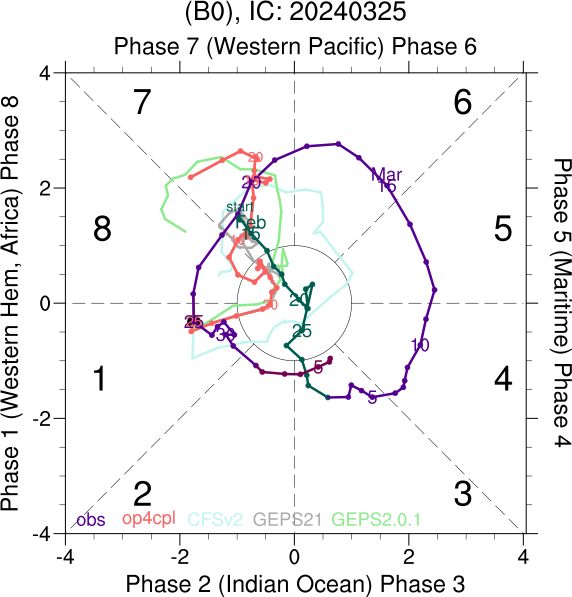 (B0), IC: 20240325
Phase 7 (Western Pacific) Phase 6
Phase 1 (Western Hem, Africa) Phase 8
Phase 5 (Maritime) Phase 4
4
7
6
20
Mar
20
15
2
start
Feb
8
15
5
20
0
20
25
25
30
10
1
5
4
5
-2
2
3
obs op4cpl CFSv2 GEPS21 GEPS2.0.1
-4
-4 -2 0 2 4
Phase 2 (Indian Ocean) Phase 3